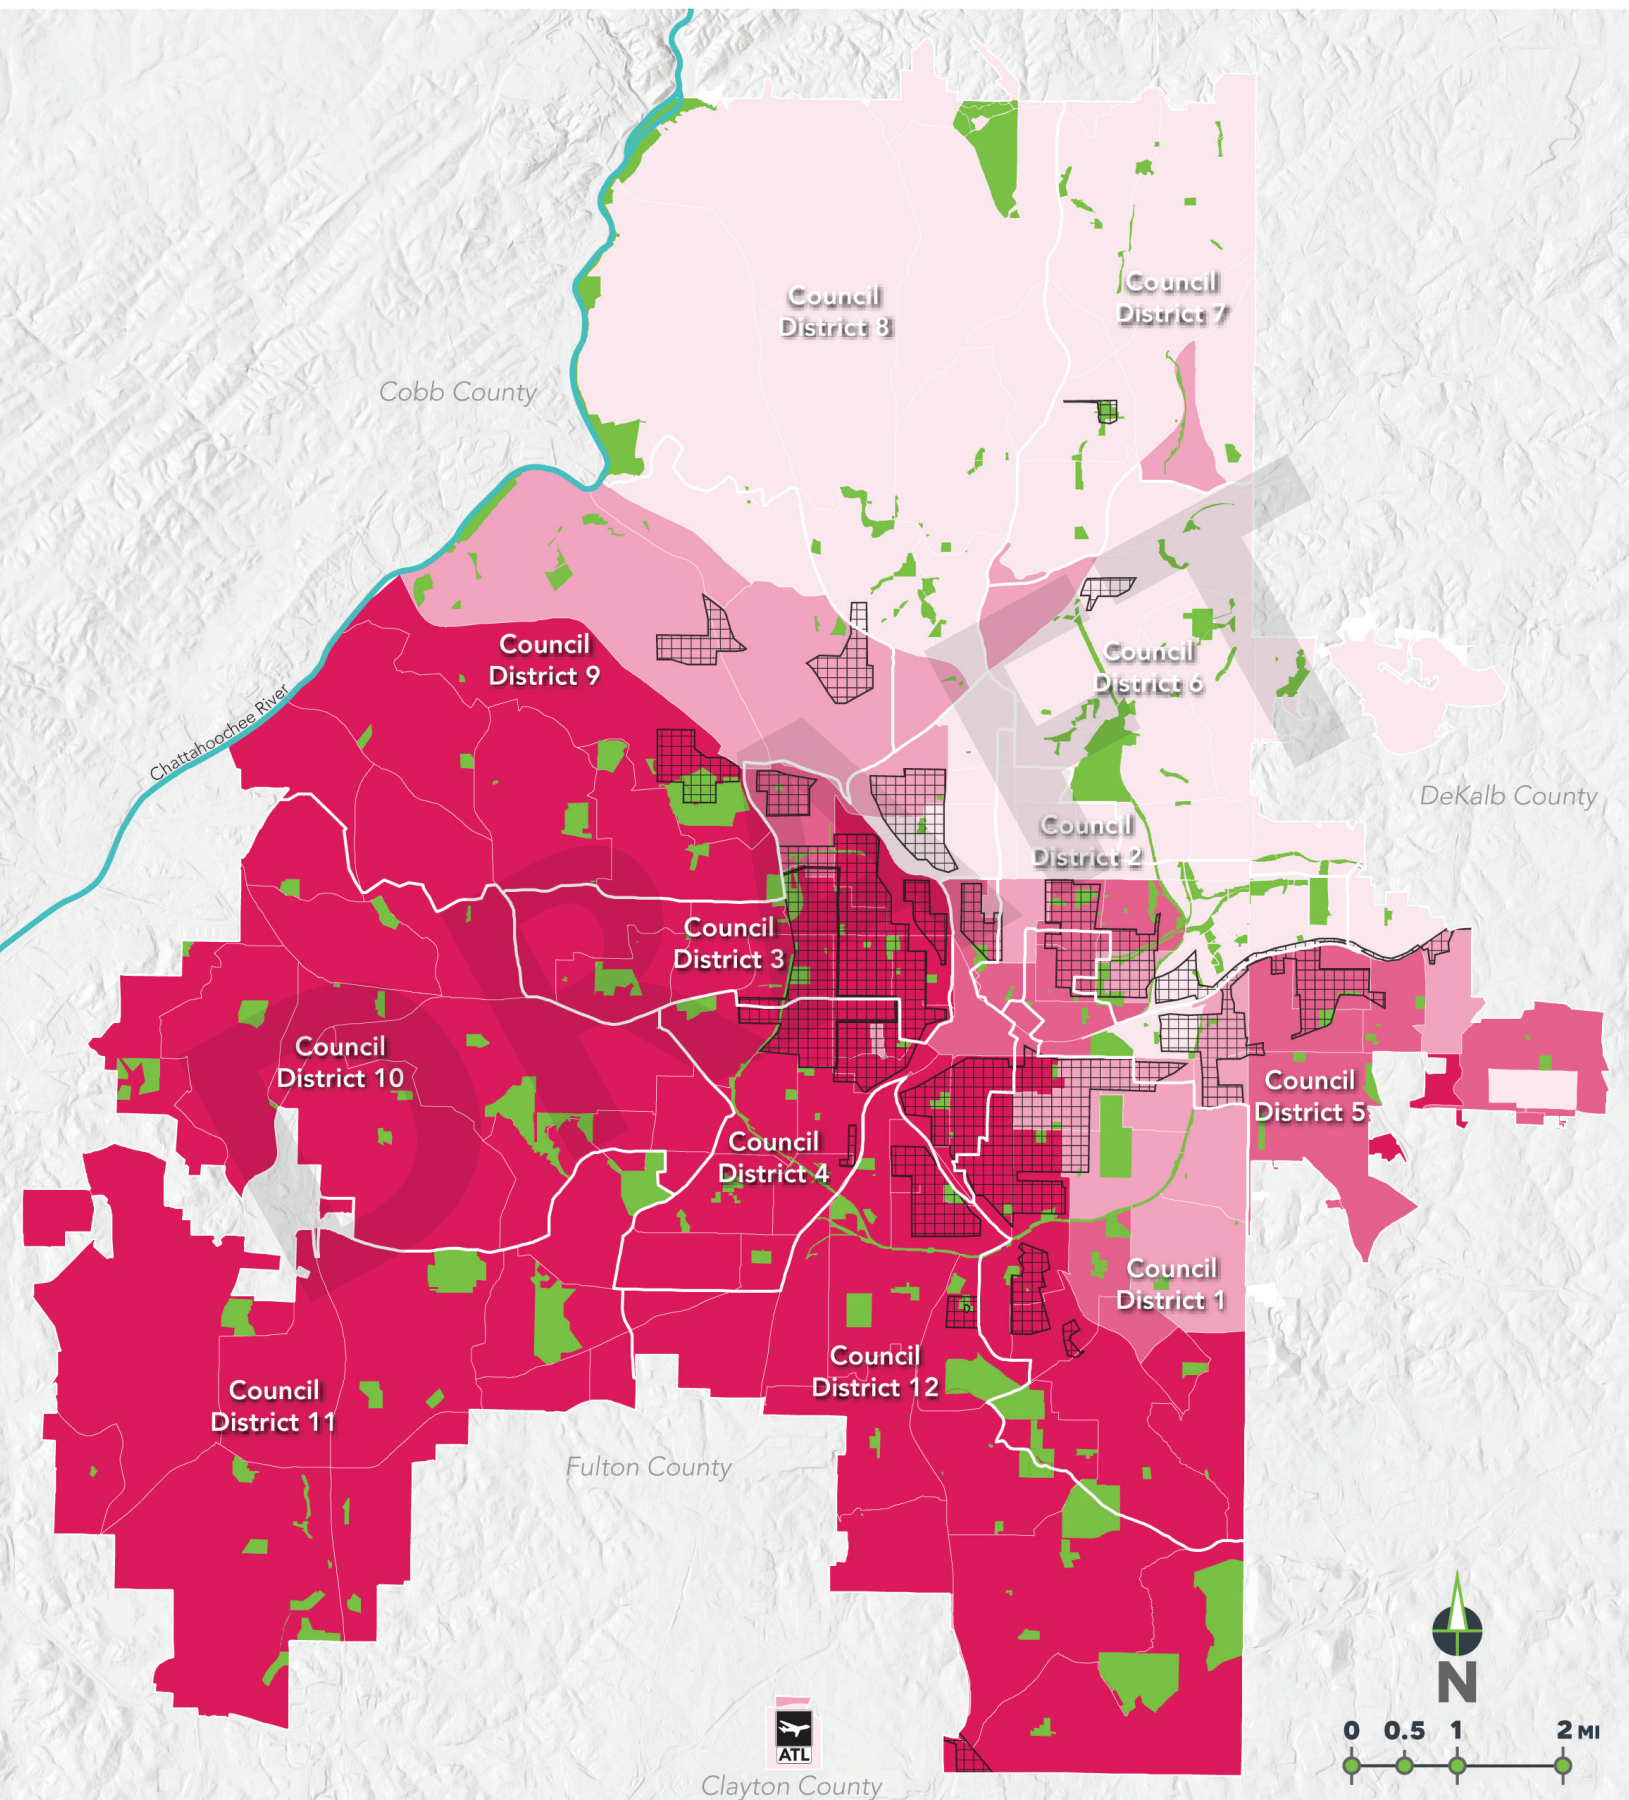 Council
District 8
Council
District 7
Cobb County
Council
District 9
Council
District 6
Chattahoochee River
DeKalb County
Council
District 2
Council
District 3
Council
District 10
Council
District 5
Council
District 4
Council
District 1
Council
District 12
Council
District 11
Fulton County
N
0 0.5 1 2 MI
ATL
Clayton County
DRAFT